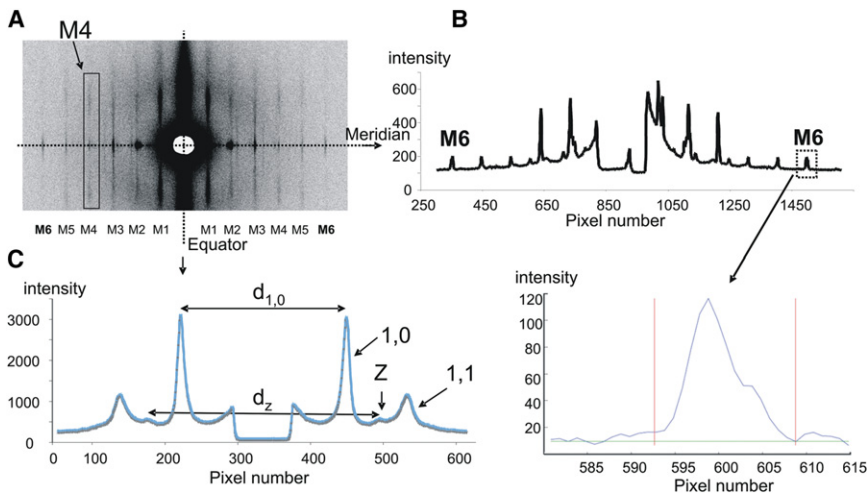 A
M4
Meridian
M6 M5 M4 M3 M2 M1 M1 M2 M3 M4 M5 M6
Equator
B
intensity
600
400
200
0
M6
M6
250 450 650 850 1050 1250 1450
Pixel number
C
intensity
3000
2000
1000
0
d1,0
1,0
Z
1,1
dz
0 100 200 300 400 500 600
Pixel number
intensity
120
100
80
60
40
20
585 590 595 600 605 610 615
Pixel number